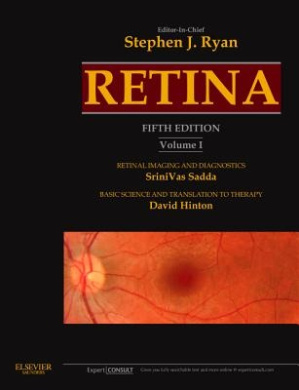 Editor-In-Chief
Stephen J. Ryan
RETINA
FIFTH EDITION
Volume I
RETINAL IMAGING AND DIAGNOSTICS
SriniVas Sadda
BASIC SCIENCE AND TRANSLATION TO THERAPY
David Hinton
ELSEVIER
SAUNDERS
Expert CONSULT